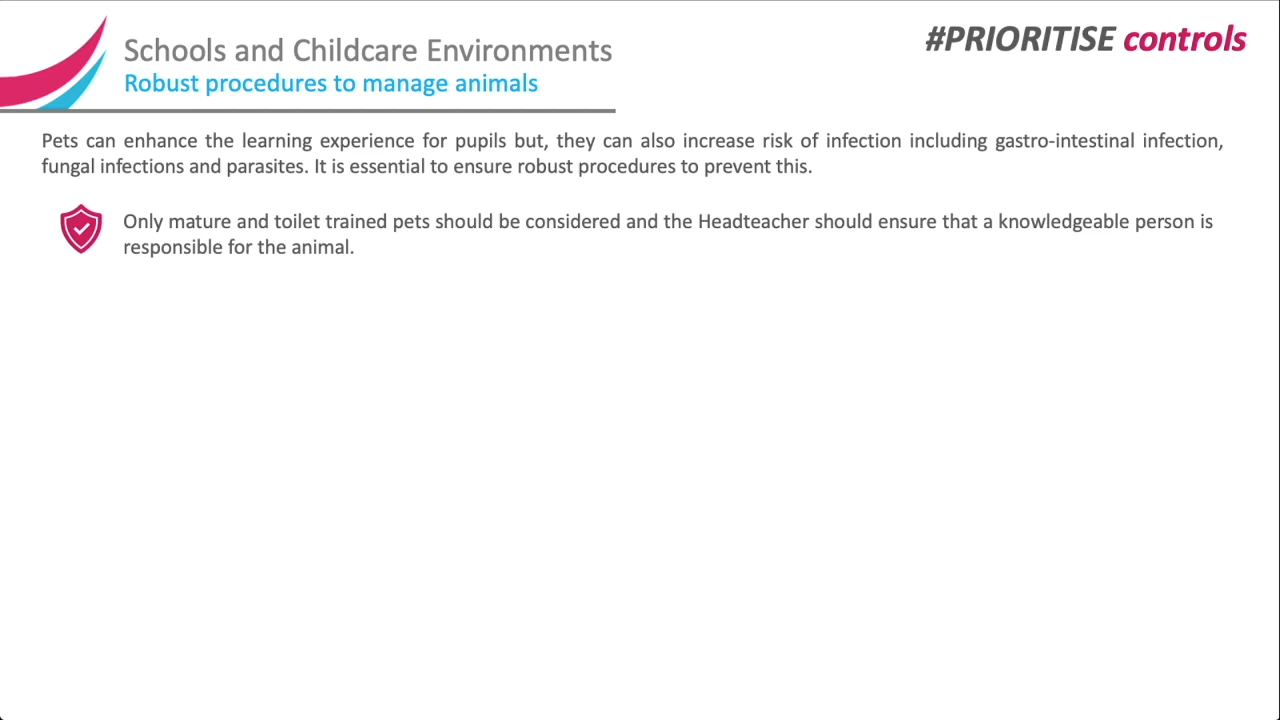 Schools and Childcare Environments
#PRIORITISE controls
Robust procedures to manage animals
Pets can enhance the learning experience for pupils but, they can also increase risk of infection including gastro-intestinal infection,
fungal infections and parasites. It is essential to ensure robust procedures to prevent this.
Only mature and toilet trained pets should be considered and the Headteacher should ensure that a knowledgeable person is
responsible for the animal.